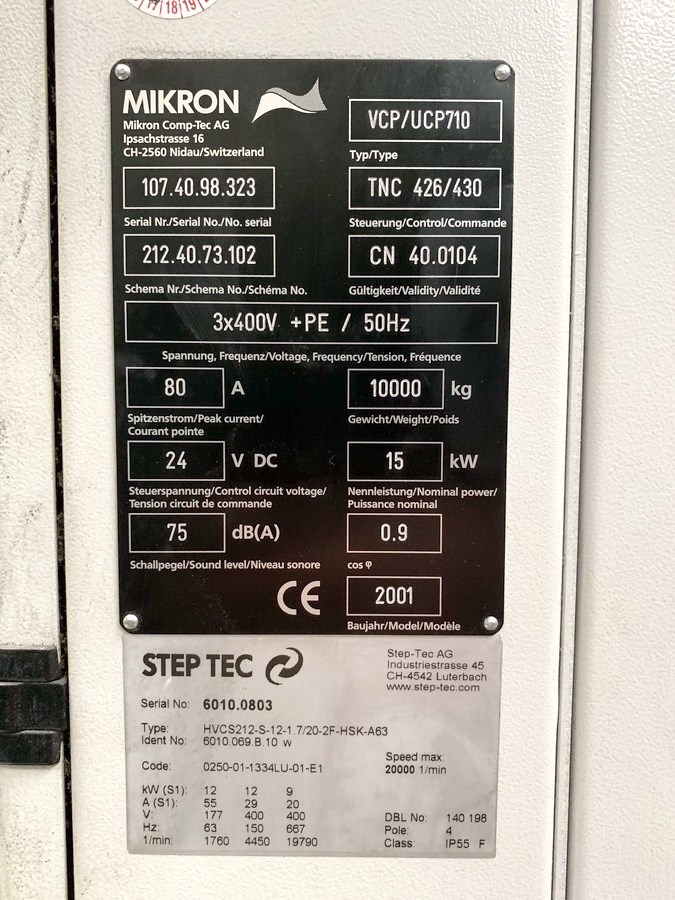 17 18 19
MIKRON
Mikron Comp-Tec AG
Ipsachstrasse 16
CH-2560 Nidau/Switzerland
VCP/UCP710
Typ/Type
107.40.98.323
Serial Nr./Serial No./No. serial
TNC 426/430
Steuerung/Control/Commande
212.40.73.102
Schema Nr./Schema No./Schéma No.
CN 40.0104
Gültigkeit/Validity/Validité
3x400V +PE / 50Hz
Spannung, Frequenz/Voltage, Frequency/Tension, Fréquence
80 A
Spitzenstrom/Peak current/
Courant pointe
10000 kg
Gewicht/Weight/Poids
24 V DC
Steuerspannung/Control circuit voltage/
Tension circuit de commande
15 kW
Nennleistung/Nominal power/
Puissance nominal
75 dB(A)
Schallpegel/Sound level/Niveau sonore
0.9
cos φ
CE
2001
Baujahr/Model/Modèle
STEP TEC
Step-Tec AG
Industriestrasse 45
CH-4542 Luterbach
www.step-tec.com
Serial No: 6010.0803
Type: HVCS212-S-12-1.7/20-2F-HSK-A63
Ident No: 6010.069.B.10 w
Code: 0250-01-1334LU-01-E1
Speed max:
20000 1/min
kW (S1): 12 12 9
A (S1): 55 29 20
V: 177 400 400
Hz: 63 150 667
1/min: 1760 4450 19790
DBL No: 140 198
Pole: 4
Class: IP55 F